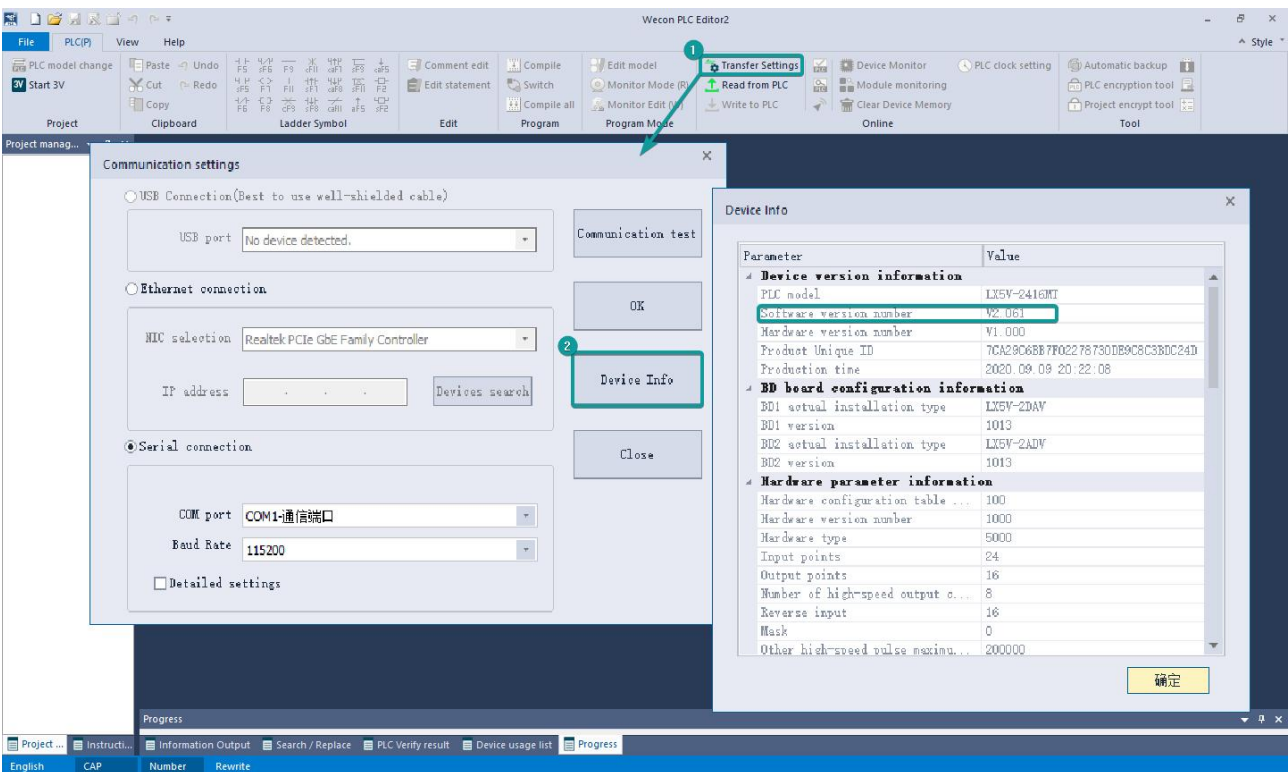 Wecon PLC Editor2
File PLC(P) View Help
^ Style
1
PLC model change
Paste Undo
Comment edit
Compile
Edit model
Transfer Settings
Device Monitor
PLC clock setting
Automatic backup
3V Start 3V
Cut Redo
Edit statement
Switch
Monitor Mode (R)
Read from PLC
Module monitoring
PLC encryption tool
Copy
Compile all
Write to PLC
Clear Device Memory
Project encrypt tool
Project Clipboard Ladder Symbol Edit Program Program Mode Online Tool
Project manag...
Communication settings
USB Connection(Best to use well-shielded cable)
USB port No device detected.
Communication test
Ethernet connection
OK
NIC selection Realtek PCIe GbE Family Controller
2
Device Info
IP address . . . Devices search
Serial connection
Close
COM port COM1-通信端口
Baud Rate 115200
Detailed settings
Device Info
Parameter Value
Device version information
PLC model LX5V-2416MT
Software version number V2.061
Hardware version number V1.000
Product Unique ID 7CA29C6BB7F02278730DE9C8C3BDC24D
Production time 2020.09.09 20:22:08
BD board configuration information
BD1 actual installation type LX5V-2DAV
BD1 version 1013
BD2 actual installation type LX5V-2ADV
BD2 version 1013
Hardware parameter information
Hardware configuration table ... 100
Hardware version number 1000
Hardware type 5000
Input points 24
Output points 16
Number of high-speed output c... 8
Reverse input 16
Mask 0
Other high-speed pulse maximu... 200000
确定
Progress
Project ... Instructi... Information Output Search / Replace PLC Verify result Device usage list Progress
English CAP Number Rewrite